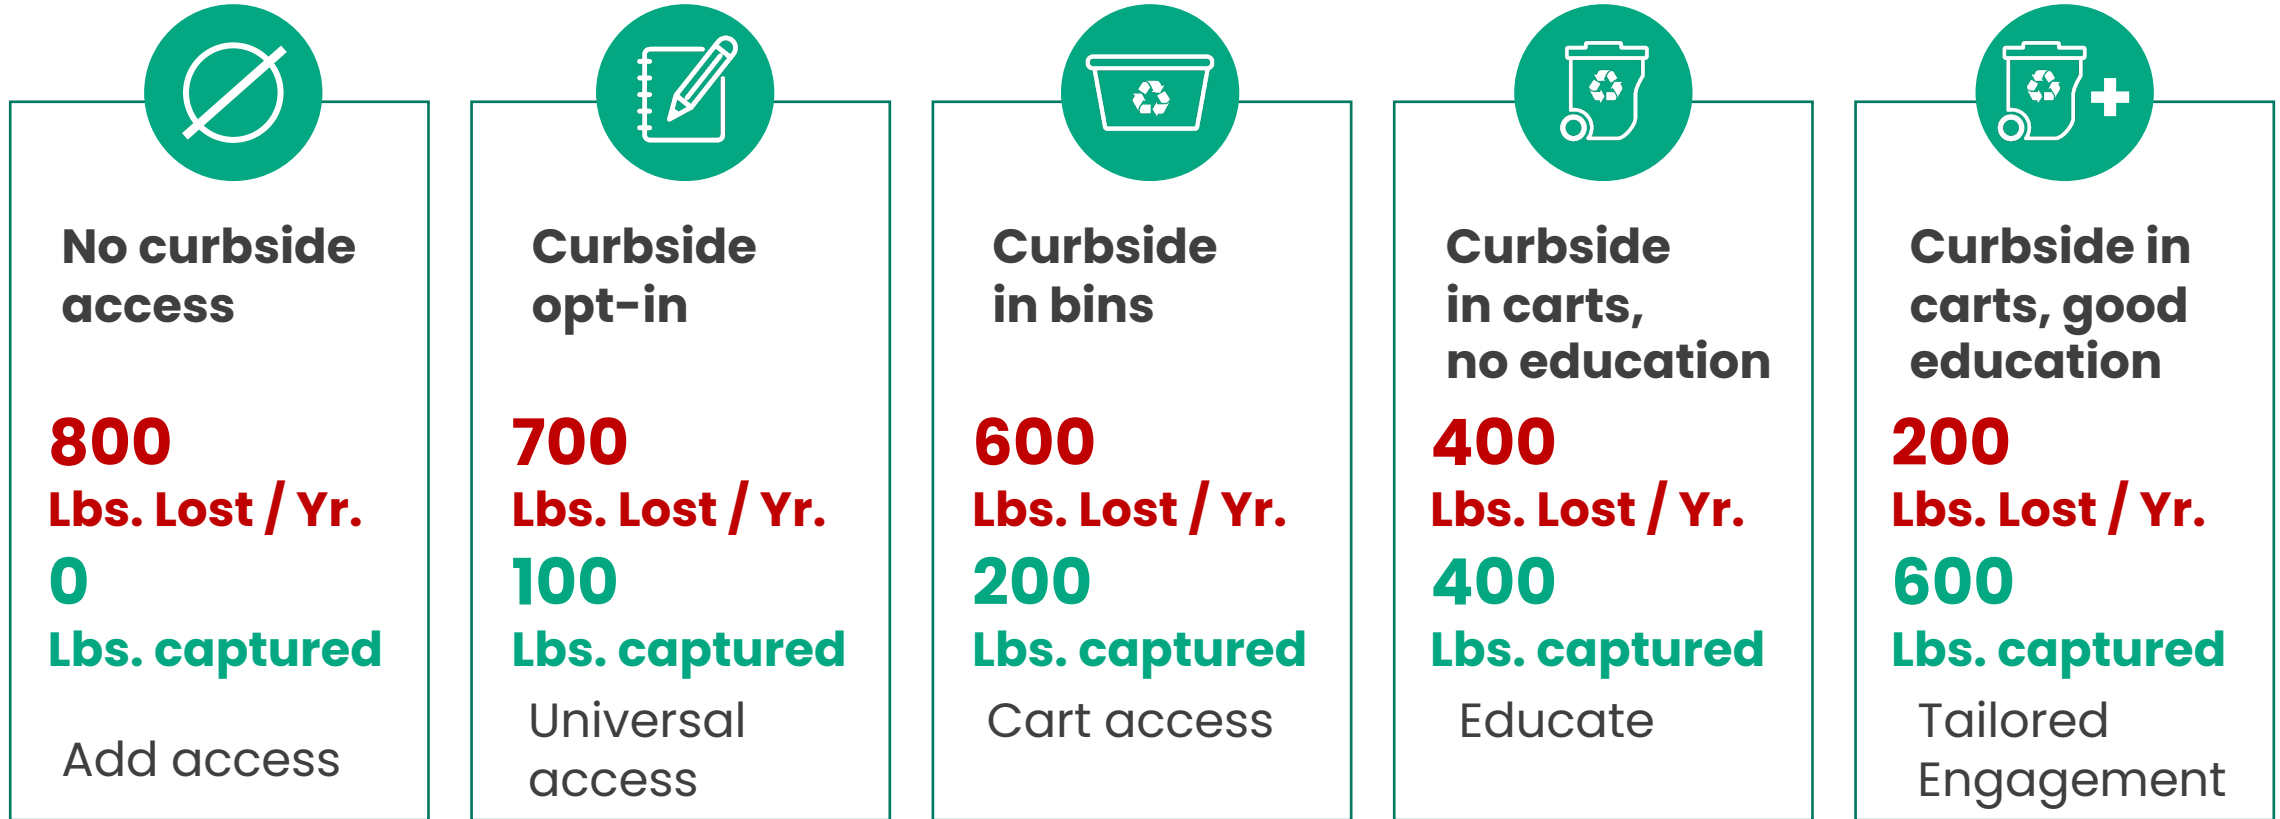 No curbside
access
800
Lbs. Lost / Yr.
0
Lbs. captured
Add access
Curbside
opt-in
700
Lbs. Lost / Yr.
100
Lbs. captured
Universal
access
Curbside
in bins
600
Lbs. Lost / Yr.
200
Lbs. captured
Cart access
Curbside
in carts,
no education
400
Lbs. Lost / Yr.
400
Lbs. captured
Educate
Curbside in
carts, good
education
200
Lbs. Lost / Yr.
600
Lbs. captured
Tailored
Engagement